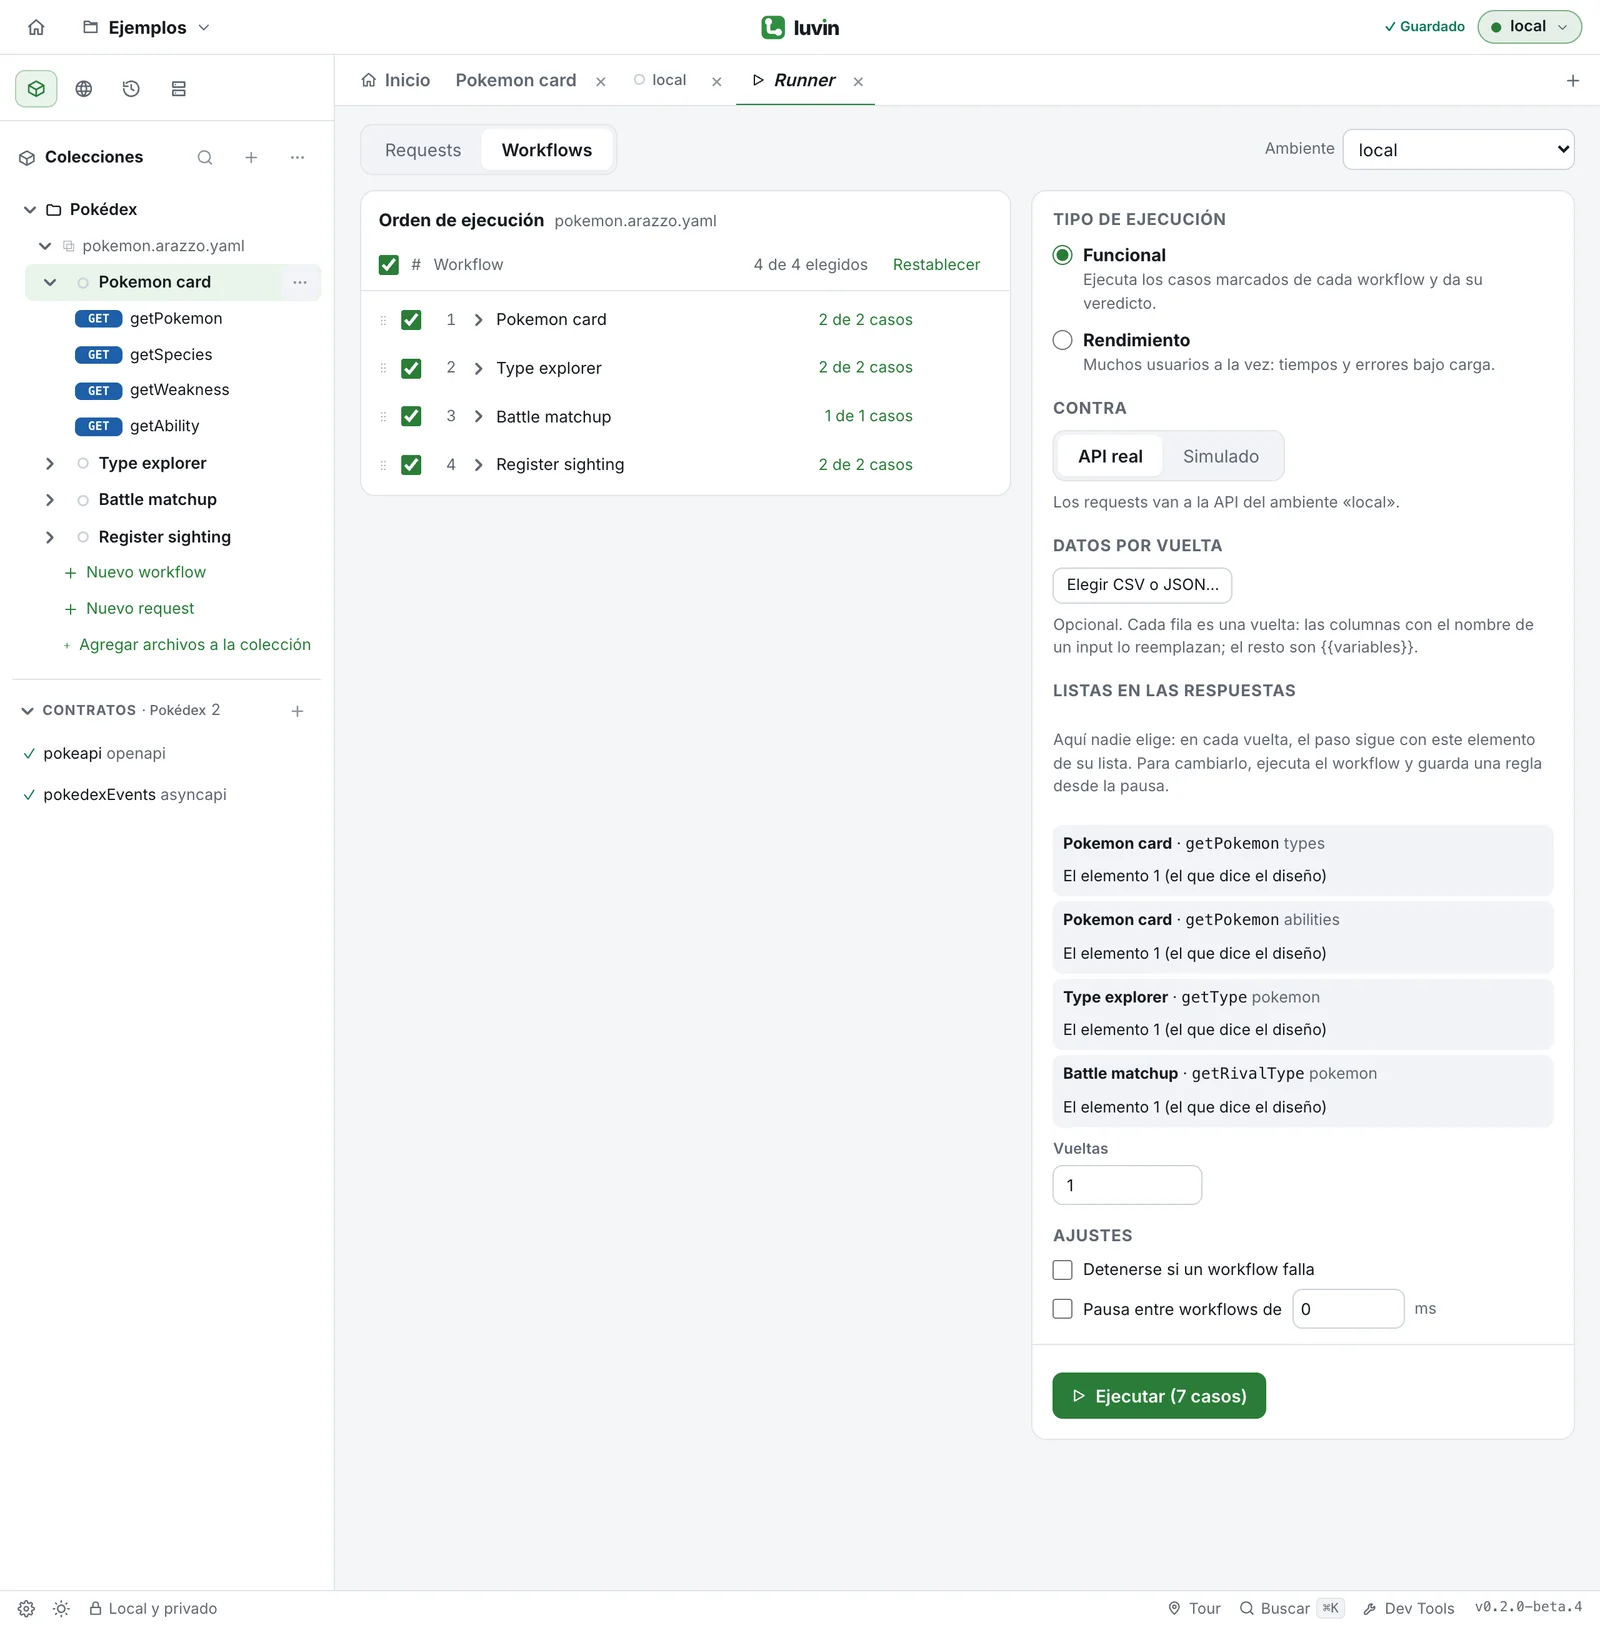 Ejemplos
luvin
Guardado
local
Inicio
Pokemon card
local
Runner
Colecciones
Pokédex
pokemon.arazzo.yaml
Pokemon card
GET getPokemon
GET getSpecies
GET getWeakness
GET getAbility
Type explorer
Battle matchup
Register sighting
+ Nuevo workflow
+ Nuevo request
+ Agregar archivos a la colección
CONTRATOS · Pokédex 2
pokeapi openapi
pokedexEvents asyncapi
Requests
Workflows
Ambiente
local
Orden de ejecución pokemon.arazzo.yaml
# Workflow
4 de 4 elegidos
Restablecer
1 Pokemon card 2 de 2 casos
2 Type explorer 2 de 2 casos
3 Battle matchup 1 de 1 casos
4 Register sighting 2 de 2 casos
TIPO DE EJECUCIÓN
Funcional
Ejecuta los casos marcados de cada workflow y da su
veredicto.
Rendimiento
Muchos usuarios a la vez: tiempos y errores bajo carga.
CONTRA
API real
Simulado
Los requests van a la API del ambiente «local».
DATOS POR VUELTA
Elegir CSV o JSON...
Opcional. Cada fila es una vuelta: las columnas con el nombre de
un input lo reemplazan; el resto son {{variables}}.
LISTAS EN LAS RESPUESTAS
Aquí nadie elige: en cada vuelta, el paso sigue con este elemento
de su lista. Para cambiarlo, ejecuta el workflow y guarda una regla
desde la pausa.
Pokemon card · getPokemon types
El elemento 1 (el que dice el diseño)
Pokemon card · getPokemon abilities
El elemento 1 (el que dice el diseño)
Type explorer · getType pokemon
El elemento 1 (el que dice el diseño)
Battle matchup · getRivalType pokemon
El elemento 1 (el que dice el diseño)
Vueltas
1
AJUSTES
Detenerse si un workflow falla
Pausa entre workflows de 0 ms
Ejecutar (7 casos)
Local y privado
Tour
Buscar ⌘K
Dev Tools
v0.2.0-beta.4